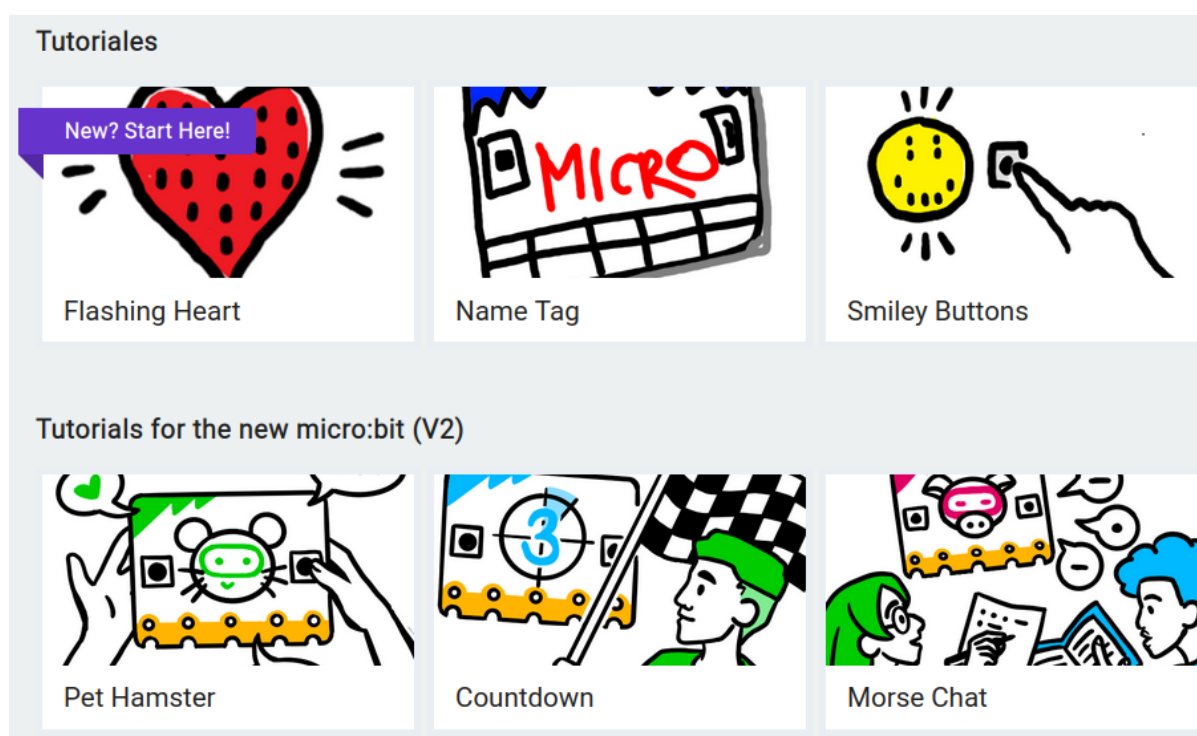 Tutoriales
New? Start Here!
MICRO
Flashing Heart
Name Tag
Smiley Buttons
Tutorials for the new micro:bit (V2)
3
Pet Hamster
Countdown
Morse Chat